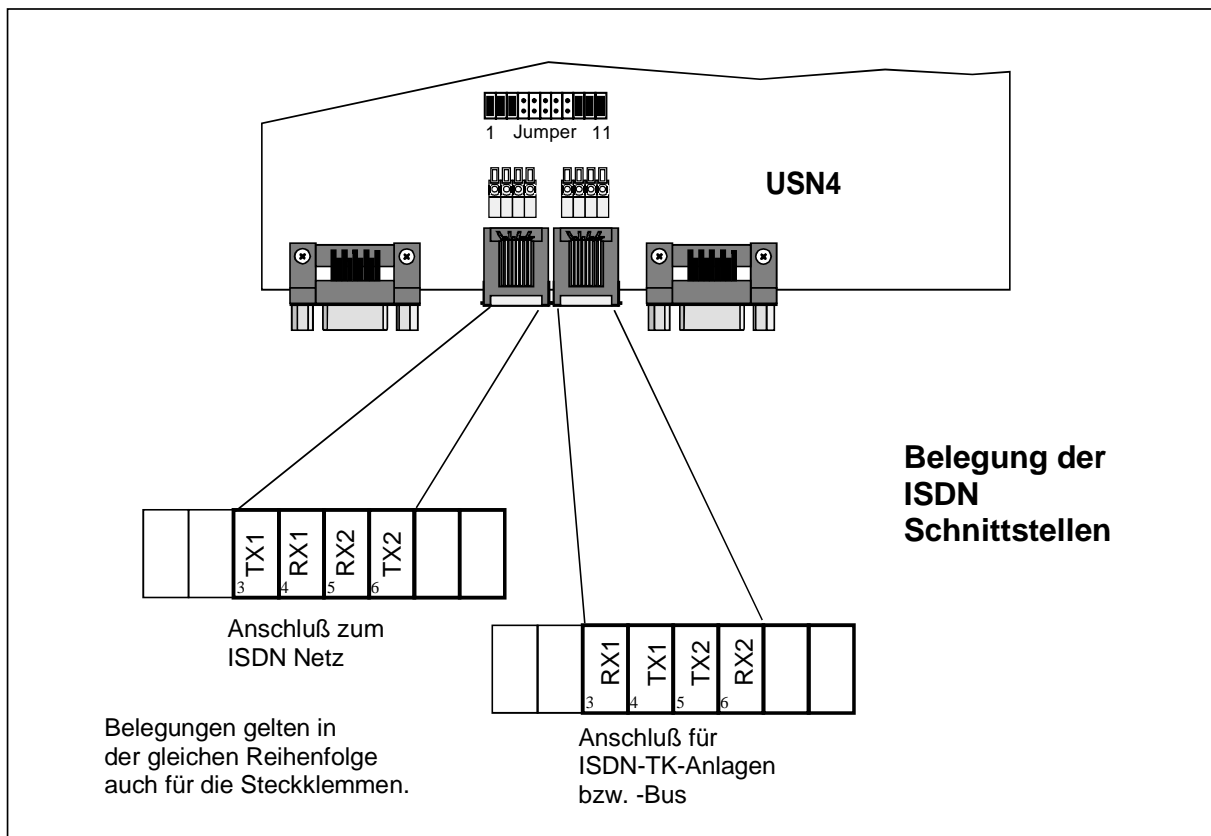 1 Jumper 11
USN4
Belegung der
ISDN
Schnittstellen
TX1 RX1 RX2 TX2
3 4 5 6
Anschluß zum
ISDN Netz
RX1 TX1 TX2 RX2
3 4 5 6
Anschluß für
ISDN-TK-Anlagen
bzw. -Bus
Belegungen gelten in
der gleichen Reihenfolge
auch für die Steckklemmen.